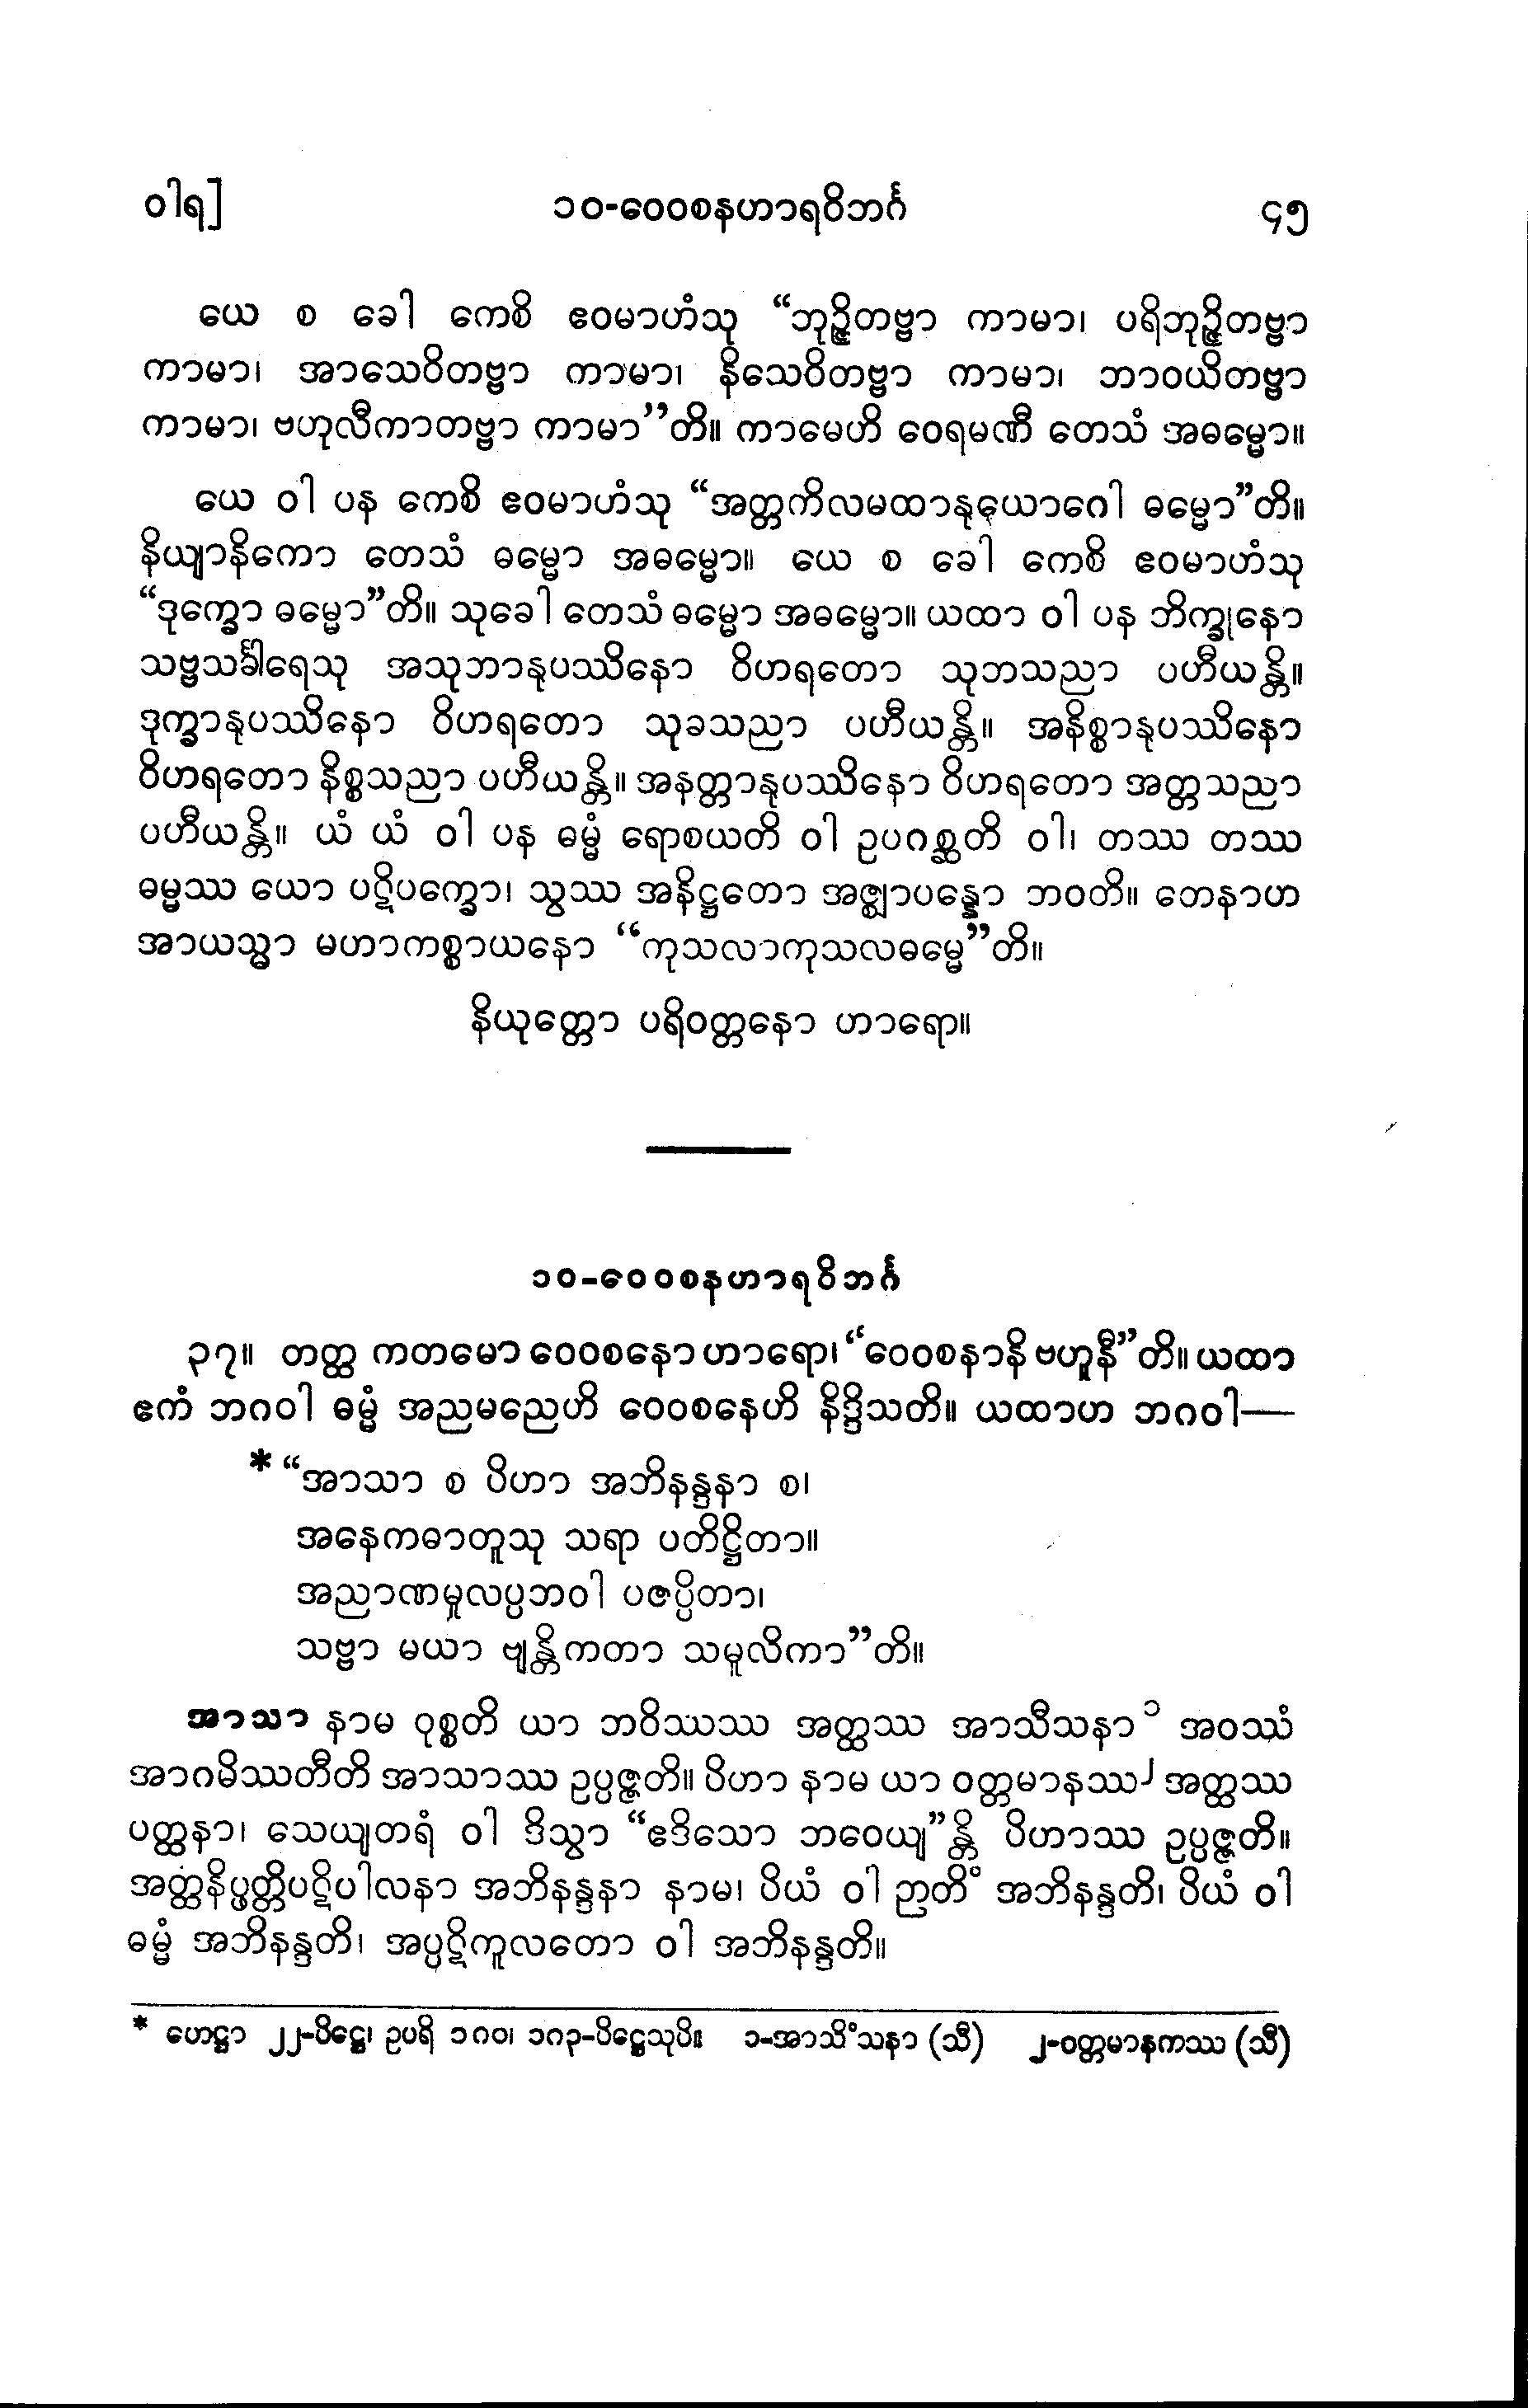 ဝါရ]
၁၀-ဝေဝစနဟာရဝိဘင်္ဂ
၄၅
ယေ စ ခေါ ကေစိ ဧဝမာဟံသု “ဘုဉ္ဇိတဗ္ဗာ ကာမာ၊ ပရိဘုဉ္ဇိတဗ္ဗာ
ကာမာ၊ အာသေဝိတဗ္ဗာ ကာမာ၊ နိသေဝိတဗ္ဗာ ကာမာ၊ ဘာဝယိတဗ္ဗာ
ကာမာ၊ ဗဟုလီကာတဗ္ဗာ ကာမာ”တိ။ ကာမေဟိ ဝေရမဏီ တေသံ အဓမ္မော။
ယေ ဝါ ပန ကေစိ ဧဝမာဟံသု “အတ္တကိလမထာနုယောဂေါ ဓမ္မော”တိ။
နိယျာနိကော တေသံ ဓမ္မော အဓမ္မော။ ယေ စ ခေါ ကေစိ ဧဝမာဟံသု
“ဒုက္ခော ဓမ္မော”တိ။ သုခေါ တေသံ ဓမ္မော အဓမ္မော။ ယထာ ဝါ ပန ဘိက္ခုနော
သဗ္ဗသင်္ခါရေသု အသုဘာနုပဿိနော ဝိဟရတော သုဘသညာ ပဟီယန္တိ။
ဒုက္ခာနုပဿိနော ဝိဟရတော သုခသညာ ပဟီယန္တိ။ အနိစ္စာနုပဿိနော
ဝိဟရတော နိစ္စသညာ ပဟီယန္တိ။ အနတ္တာနုပဿိနော ဝိဟရတော အတ္တသညာ
ပဟီယန္တိ။ ယံ ယံ ဝါ ပန ဓမ္မံ ရောစယတိ ဝါ ဥပဂစ္ဆတိ ဝါ၊ တဿ တဿ
ဓမ္မဿ ယော ပဋိပက္ခော၊ သွဿ အနိဋ္ဌတော အဇ္ဈာပန္နော ဘဝတိ။ တေနာဟ
အာယသ္မာ မဟာကစ္စာယနော “ကုသလာကုသလဓမ္မေ”တိ။
နိယုတ္တော ပရိဝတ္တနော ဟာရော။
၁၀-ဝေဝစနဟာရဝိဘင်္ဂ
၃၇။ တတ္ထ ကတမော ဝေဝစနော ဟာရော၊ “ဝေဝစနာနိ ဗဟူနီ”တိ။ ယထာ
ဧကံ ဘဂဝါ ဓမ္မံ အညမညေဟိ ဝေဝစနေဟိ နိဒ္ဒိသတိ။ ယထာဟ ဘဂဝါ—
* “အာသာ စ ပိဟာ အဘိနန္ဒနာ စ၊
အနေကဓာတူသု သရာ ပတိဋ္ဌိတာ။
အညာဏမူလပ္ပဘဝါ ပဇပ္ပိတာ၊
သဗ္ဗာ မယာ ဗျန္တိကတာ သမူလိကာ”တိ။
အာသာ နာမ ဝုစ္စတိ ယာ ဘဝိဿဿ အတ္ထဿ အာသီသနာ ၁ အဝဿံ
အာဂမိဿတီတိ အာသာဿ ဥပ္ပဇ္ဇတိ။ ပိဟာ နာမ ယာ ဝတ္တမာနဿ ၂ အတ္ထဿ
ပတ္ထနာ၊ သေယျတရံ ဝါ ဒိသွာ “ဧဒိသော ဘဝေယျ”န္တိ ပိဟာဿ ဥပ္ပဇ္ဇတိ။
အတ္ထနိပ္ဖတ္တိပဋိပါလနာ အဘိနန္ဒနာ နာမ၊ ပိယံ ဝါ ဉာတိံ အဘိနန္ဒတိ၊ ပိယံ ဝါ
ဓမ္မံ အဘိနန္ဒတိ၊ အပ္ပဋိကူလတော ဝါ အဘိနန္ဒတိ။
* ဟေဋ္ဌာ ၂၂-ပိဋ္ဌေ၊ ဥပရိ ၁ဂဝ၊ ၁ဂ၃-ပိဋ္ဌေသုပိ။ ၁-အာသိံသနာ (သီ) ၂-ဝတ္တမာနကဿ (သီ)